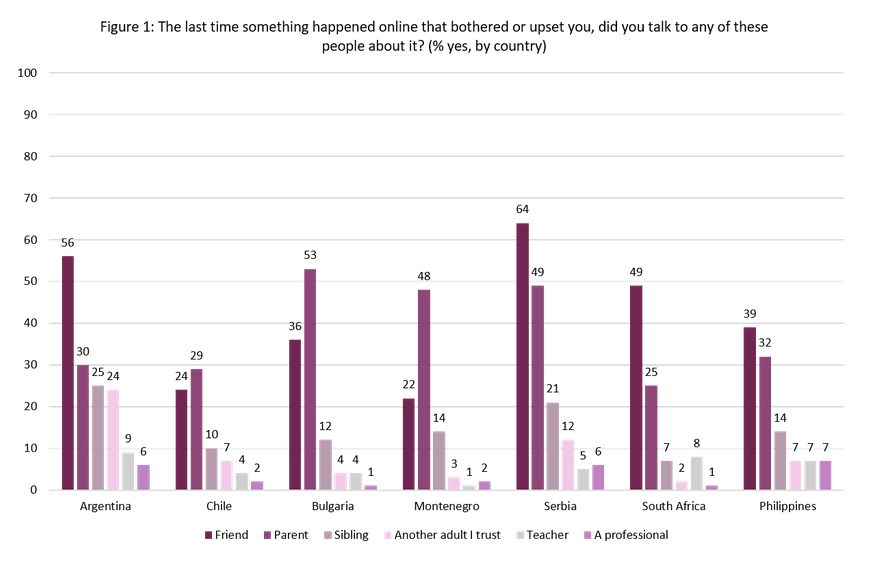 Figure 1: The last time something happened online that bothered or upset you, did you talk to any of these
people about it? (% yes, by country)
100
90
80
70
60
50
40
30
20
10
0
56 30 25 24 9 6
24 29 10 7 4 2
36 53 12 4 4 1
22 48 14 3 1 2
64 49 21 12 5 6
49 25 7 2 8 1
39 32 14 7 7 7
Argentina Chile Bulgaria Montenegro Serbia South Africa Philippines
Friend Parent Sibling Another adult I trust Teacher A professional